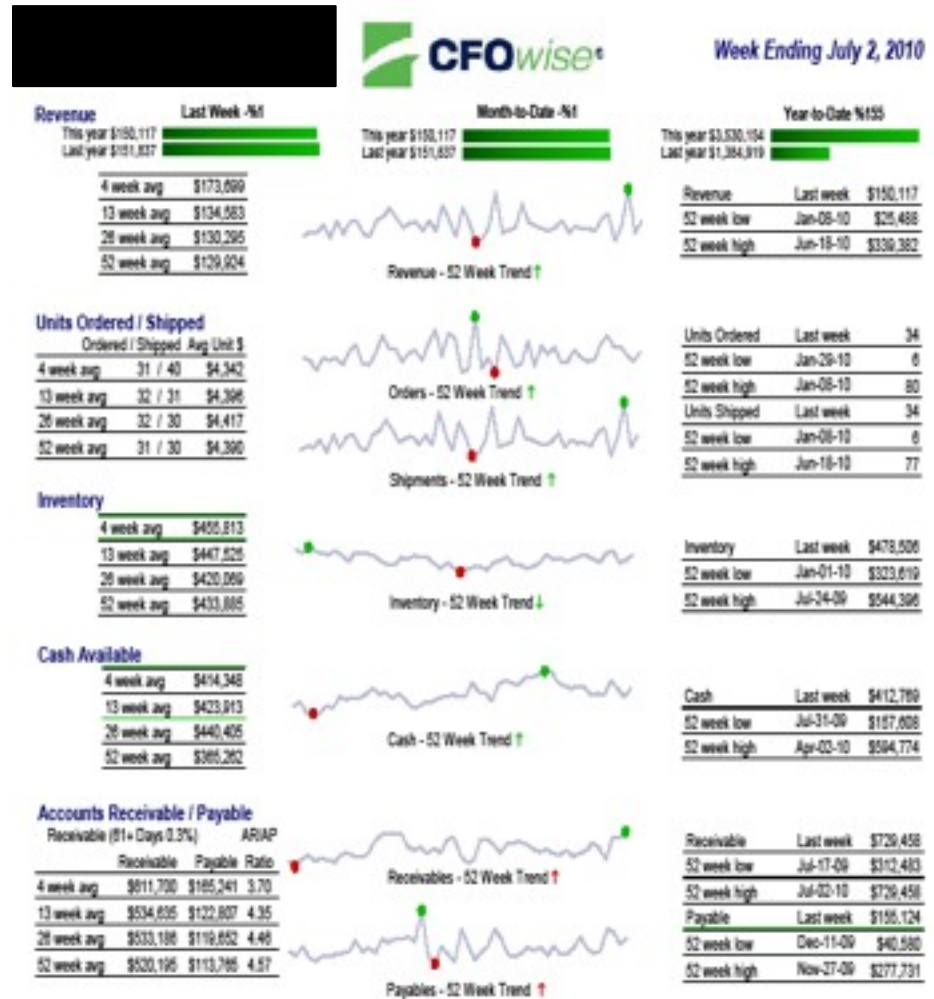 CFOwise®
Week Ending July 2, 2010
Revenue
Last Week -%1
This year $150,117
Last year $151,637
Month-to-Date -%1
This year $150,117
Last year $151,637
Year-to-Date %155
This year $3,530,154
Last year $1,384,919
4 week avg $173,699
13 week avg $134,583
26 week avg $130,295
52 week avg $129,924
Revenue - 52 Week Trend ↑
Revenue Last week $150,117
52 week low Jan-08-10 $25,488
52 week high Jun-18-10 $339,382
Units Ordered / Shipped
Ordered / Shipped Avg Unit $
4 week avg 31 / 40 $4,342
13 week avg 32 / 31 $4,396
26 week avg 32 / 30 $4,417
52 week avg 31 / 30 $4,390
Orders - 52 Week Trend ↑
Shipments - 52 Week Trend ↑
Units Ordered Last week 34
52 week low Jan-29-10 6
52 week high Jan-08-10 80
Units Shipped Last week 34
52 week low Jan-08-10 6
52 week high Jun-18-10 77
Inventory
4 week avg $455,813
13 week avg $447,525
26 week avg $420,069
52 week avg $433,885
Inventory - 52 Week Trend ↓
Inventory Last week $478,506
52 week low Jan-01-10 $323,619
52 week high Jul-24-09 $544,396
Cash Available
4 week avg $414,348
13 week avg $423,913
26 week avg $440,405
52 week avg $365,262
Cash - 52 Week Trend ↑
Cash Last week $412,769
52 week low Jul-31-09 $157,608
52 week high Apr-02-10 $594,774
Accounts Receivable / Payable
Receivable (61+ Days 0.3%) AR/AP
Receivable Payable Ratio
4 week avg $611,700 $165,241 3.70
13 week avg $534,635 $122,807 4.35
26 week avg $533,186 $119,652 4.46
52 week avg $520,195 $113,765 4.57
Receivables - 52 Week Trend ↑
Payables - 52 Week Trend ↑
Receivable Last week $729,458
52 week low Jul-17-09 $312,483
52 week high Jul-02-10 $729,458
Payable Last week $155,124
52 week low Dec-11-09 $40,580
52 week high Nov-27-09 $277,731